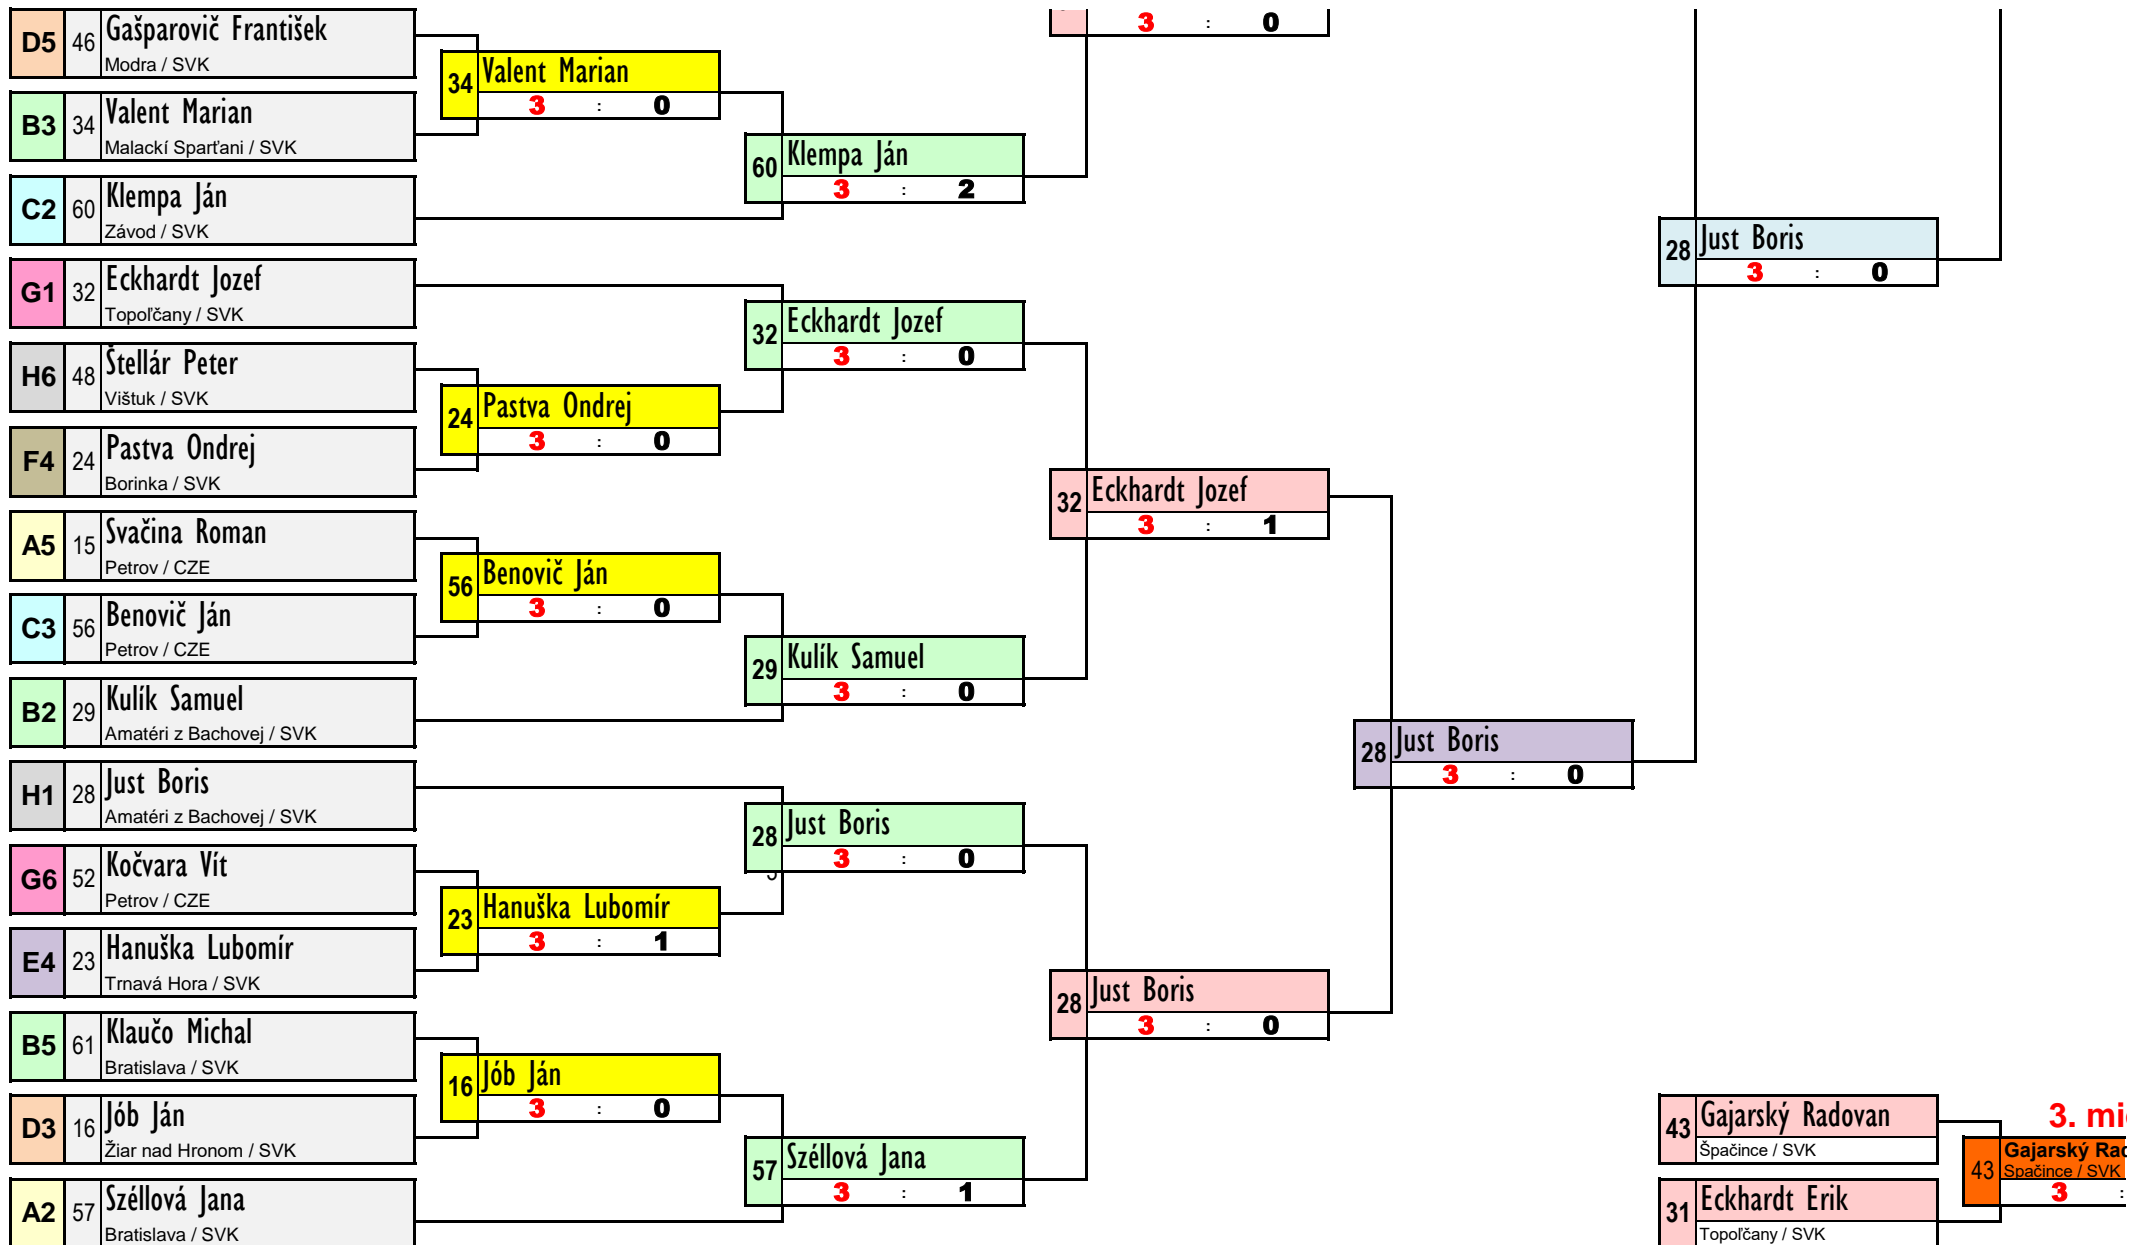 D5 46 Gašparovič František
Modra / SVK
B3 34 Valent Marian
Malackí Sparťani / SVK
C2 60 Klempa Ján
Závod / SVK
G1 32 Eckhardt Jozef
Topoľčany / SVK
H6 48 Štellár Peter
Vištuk / SVK
F4 24 Pastva Ondrej
Borinka / SVK
A5 15 Svačina Roman
Petrov / CZE
C3 56 Benovič Ján
Petrov / CZE
B2 29 Kulík Samuel
Amatéri z Bachovej / SVK
H1 28 Just Boris
Amatéri z Bachovej / SVK
G6 52 Kočvara Vít
Petrov / CZE
E4 23 Hanuška Lubomír
Trnavá Hora / SVK
B5 61 Klaučo Michal
Bratislava / SVK
D3 16 Jób Ján
Žiar nad Hronom / SVK
A2 57 Széllová Jana
Bratislava / SVK
34 Valent Marian
3 : 0
24 Pastva Ondrej
3 : 0
56 Benovič Ján
3 : 0
23 Hanuška Lubomír
3 : 1
16 Jób Ján
3 : 0
60 Klempa Ján
3 : 2
32 Eckhardt Jozef
3 : 0
29 Kulík Samuel
3 : 0
28 Just Boris
3 : 0
57 Széllová Jana
3 : 1
3 : 0
32 Eckhardt Jozef
3 : 1
28 Just Boris
3 : 0
28 Just Boris
3 : 0
28 Just Boris
3 : 0
43 Gajarský Radovan
Špačince / SVK
31 Eckhardt Erik
Topoľčany / SVK
3. mi
43 Gajarský Rad
Špačince / SVK
3 :